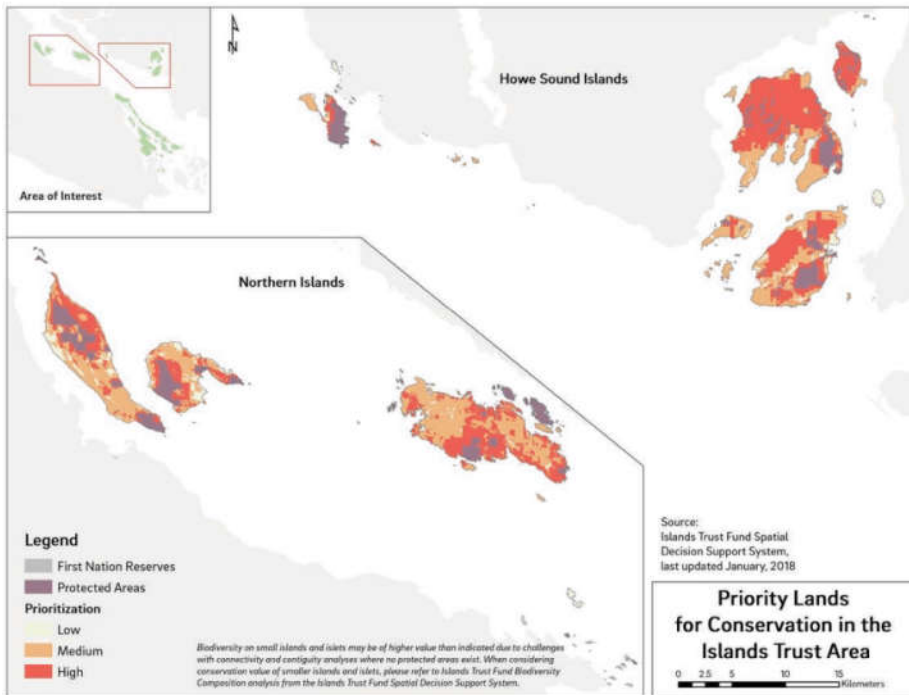 N
Howe Sound Islands
Area of Interest
Northern Islands
Legend
First Nation Reserves
Protected Areas
Prioritization
Low
Medium
High
Biodiversity on small islands and islets may be of higher value than indicated due to challenges
with connectivity and contiguity analyses where no protected areas exist. When considering
conservation value of smaller islands and islets, please refer to Islands Trust Fund Biodiversity
Composition analysis from the Islands Trust Fund Spatial Decision Support System.
Source:
Islands Trust Fund Spatial
Decision Support System,
last updated January, 2018
Priority Lands
for Conservation in the
Islands Trust Area
0 2.5 5 10 15
Kilometers